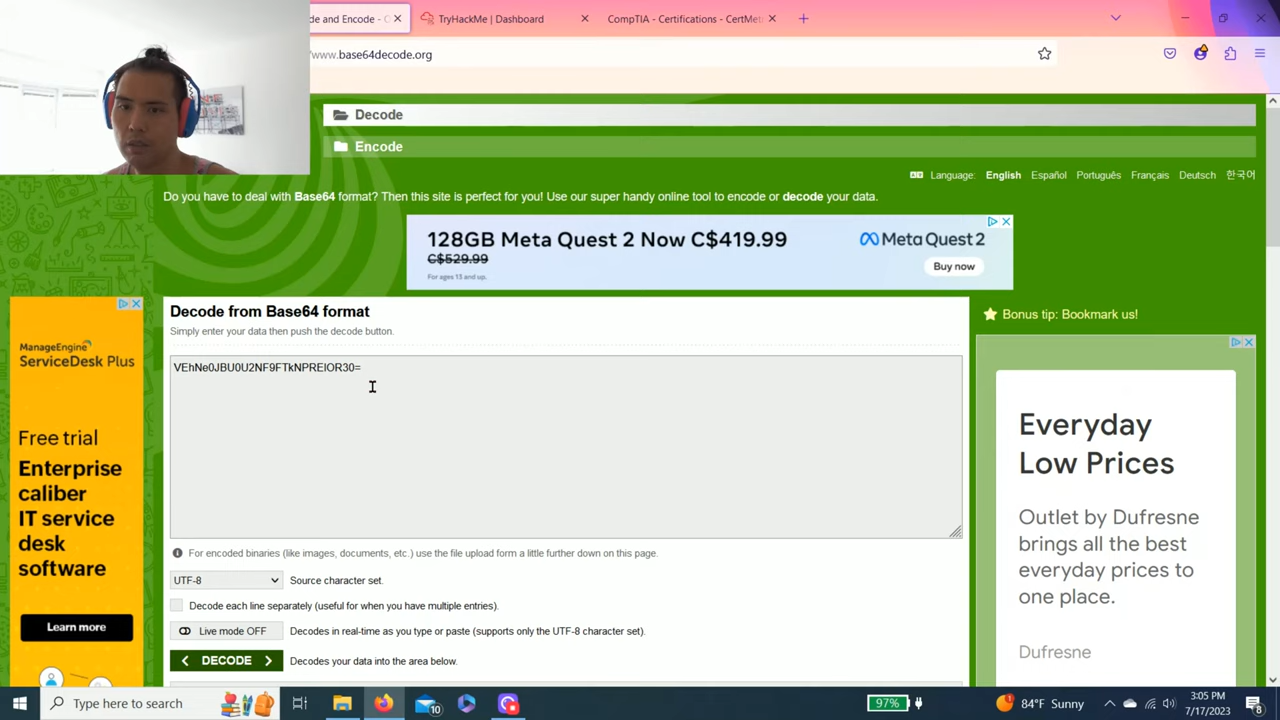 de and Encode - O
TryHackMe | Dashboard
CompTIA - Certifications - CertMet
/www.base64decode.org
Decode
Encode
Language: English Español Português Français Deutsch 한국어
Do you have to deal with Base64 format? Then this site is perfect for you! Use our super handy online tool to encode or decode your data.
128GB Meta Quest 2 Now C$419.99
C$529.99
For ages 13 and up.
Meta Quest 2
Buy now
ManageEngine
ServiceDesk Plus
Free trial
Enterprise
caliber
IT service
desk
software
Learn more
Decode from Base64 format
Simply enter your data then push the decode button.
VEhNe0JBU0U2NF9FTkNPRElOR30=
For encoded binaries (like images, documents, etc.) use the file upload form a little further down on this page.
UTF-8 Source character set.
Decode each line separately (useful for when you have multiple entries).
Live mode OFF Decodes in real-time as you type or paste (supports only the UTF-8 character set).
DECODE Decodes your data into the area below.
Bonus tip: Bookmark us!
Everyday
Low Prices
Outlet by Dufresne
brings all the best
everyday prices to
one place.
Dufresne
Type here to search
10
97%
84°F Sunny
3:05 PM
7/17/2023
8